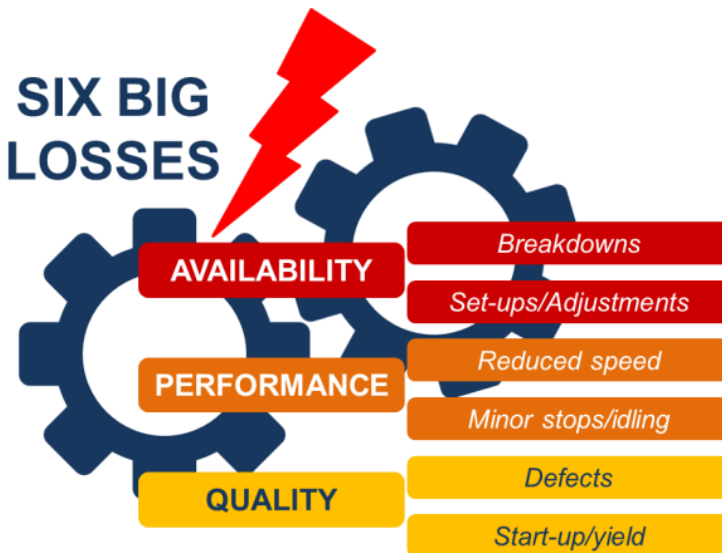 SIX BIG
LOSSES
AVAILABILITY
Breakdowns
Set-ups/Adjustments
PERFORMANCE
Reduced speed
Minor stops/idling
QUALITY
Defects
Start-up/yield